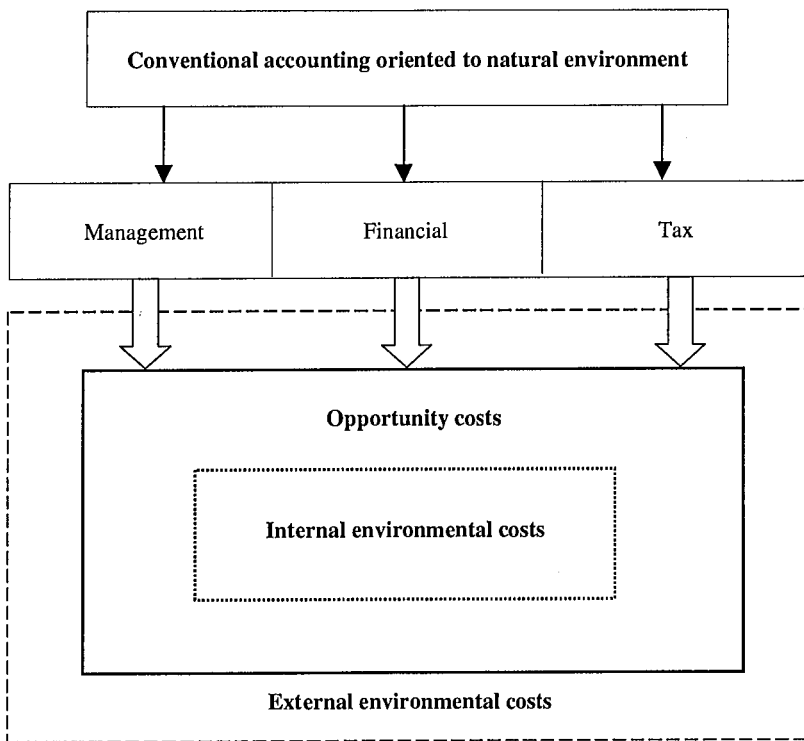 Conventional accounting oriented to natural environment
Management Financial Tax
Opportunity costs
Internal environmental costs
External environmental costs